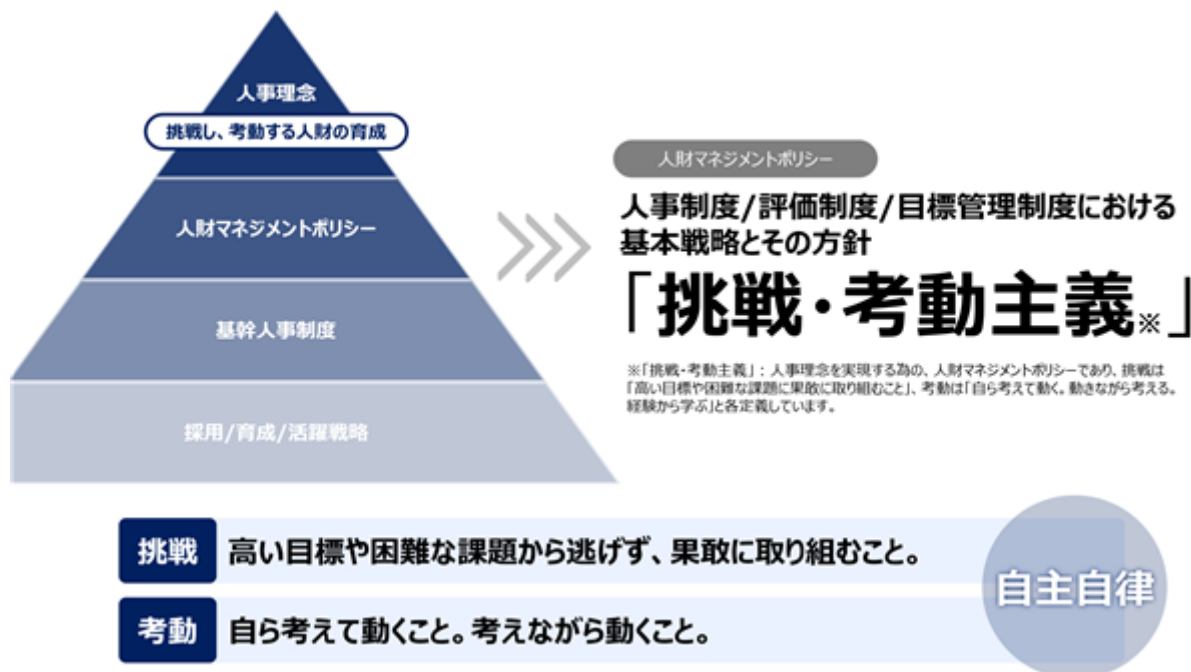 人事理念
挑戦し、考動する人財の育成
人財マネジメントポリシー
基幹人事制度
採用/育成/活躍戦略
人財マネジメントポリシー
人事制度/評価制度/目標管理制度における
基本戦略とその方針
「挑戦・考動主義※」
※「挑戦・考動主義」：人事理念を実現する為の、人財マネジメントポリシーであり、挑戦は
「高い目標や困難な課題に果敢に取り組むこと」、考動は「自ら考えて動く。動きながら考える。
経験から学ぶ」と各定義しています。
挑戦 高い目標や困難な課題から逃げず、果敢に取り組むこと。
考動 自ら考えて動くこと。考えながら動くこと。
自主自律